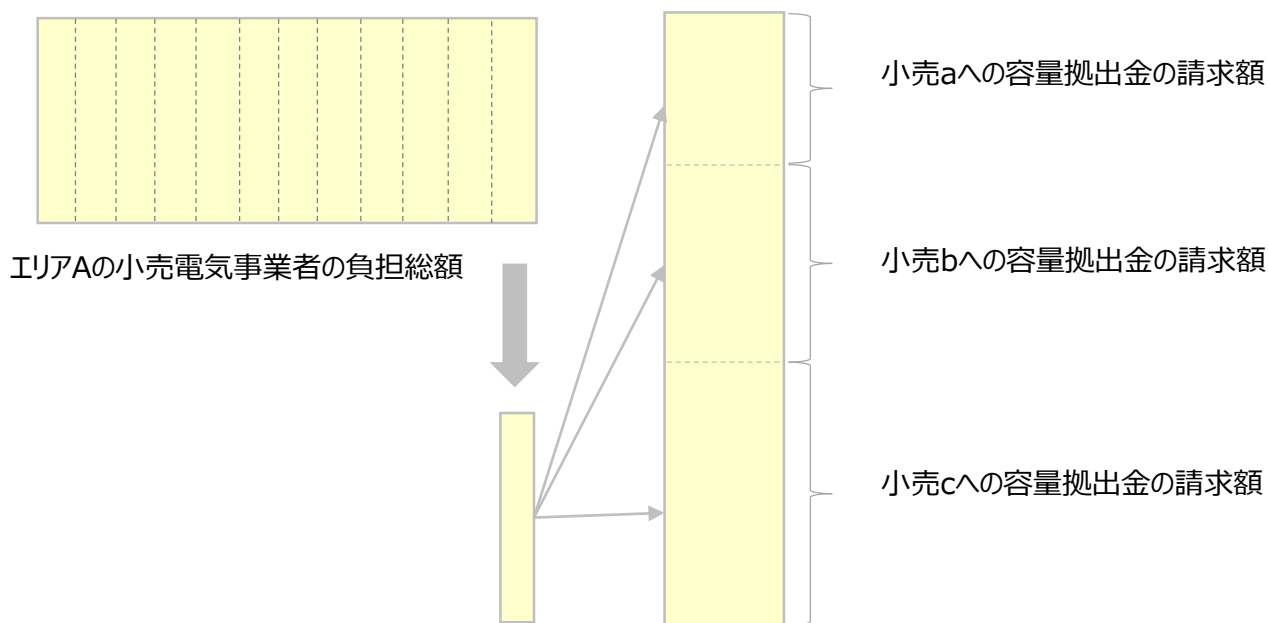 小売aへの容量拠出金の請求額
エリアAの小売電気事業者の負担総額
小売bへの容量拠出金の請求額
小売cへの容量拠出金の請求額